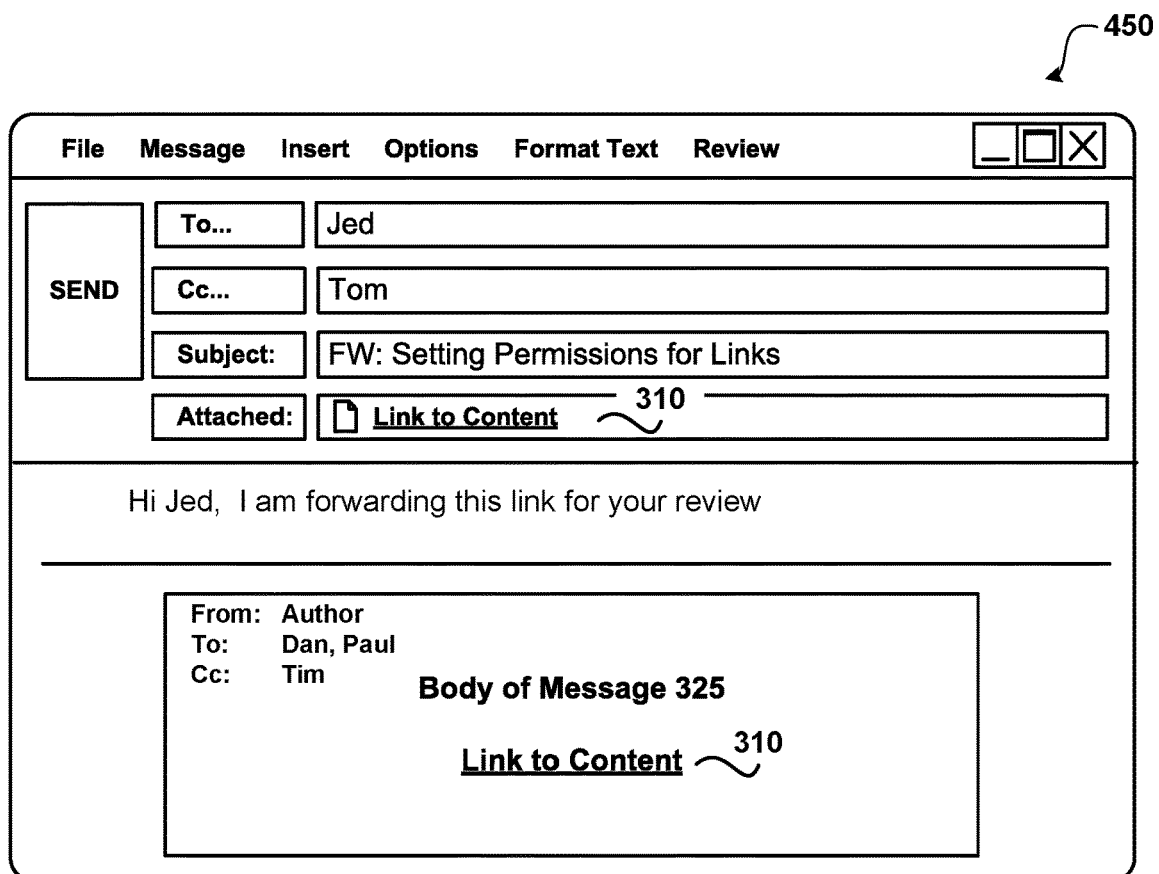 450
File Message Insert Options Format Text Review
To... Jed
SEND Cc... Tom
Subject: FW: Setting Permissions for Links
310
Attached: Link to Content
Hi Jed, I am forwarding this link for your review
From: Author
To: Dan, Paul
Cc: Tim
Body of Message 325
310
Link to Content